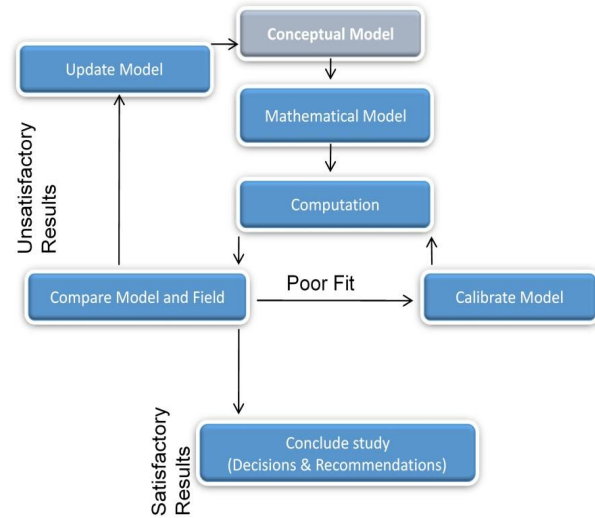 Conceptual Model
Update Model
Mathematical Model
Computation
Unsatisfactory
Results
Compare Model and Field
Poor Fit
Calibrate Model
Satisfactory
Results
Conclude study
(Decisions & Recommendations)